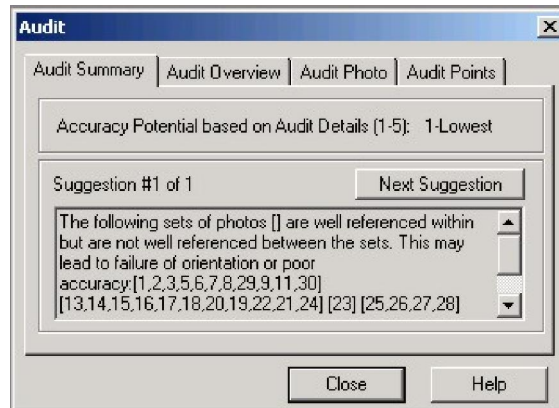 Audit
Audit Summary Audit Overview Audit Photo Audit Points
Accuracy Potential based on Audit Details (1-5): 1-Lowest
Suggestion #1 of 1 Next Suggestion
The following sets of photos [] are well referenced within
but are not well referenced between the sets. This may
lead to failure of orientation or poor
accuracy:[1,2,3,5,6,7,8,29,9,11,30]
[13,14,15,16,17,18,20,19,22,21,24] [23] [25,26,27,28]
Close Help